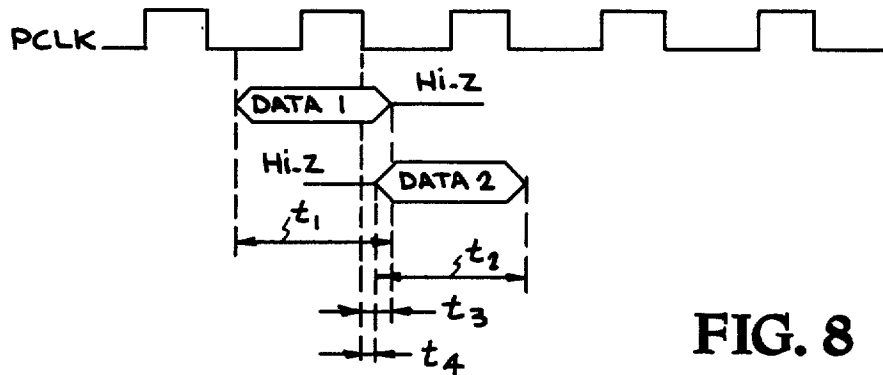 PCLK
Hi-Z
DATA 1
Hi-Z
DATA 2
t1
t2
t3
t4
FIG. 8